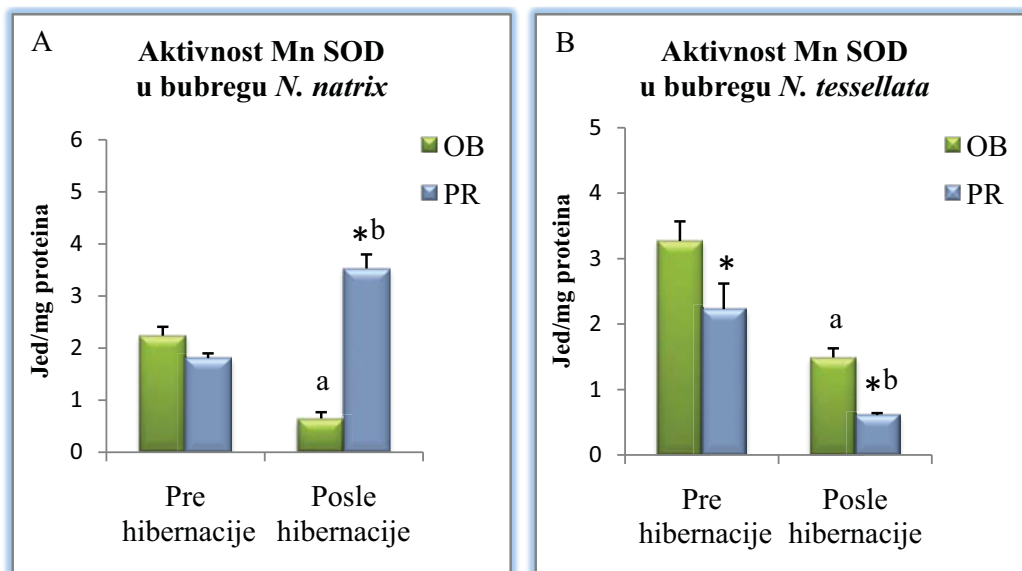 A
Aktivnost Mn SOD
u bubregu N. natrix
Jed/mg proteina
6
5
4
3
2
1
0
OB
PR
a
*b
Pre
hibernacije
Posle
hibernacije
B
Aktivnost Mn SOD
u bubregu N. tessellata
Jed/mg proteina
5
4
3
2
1
0
OB
PR
*
a
*b
Pre
hibernacije
Posle
hibernacije